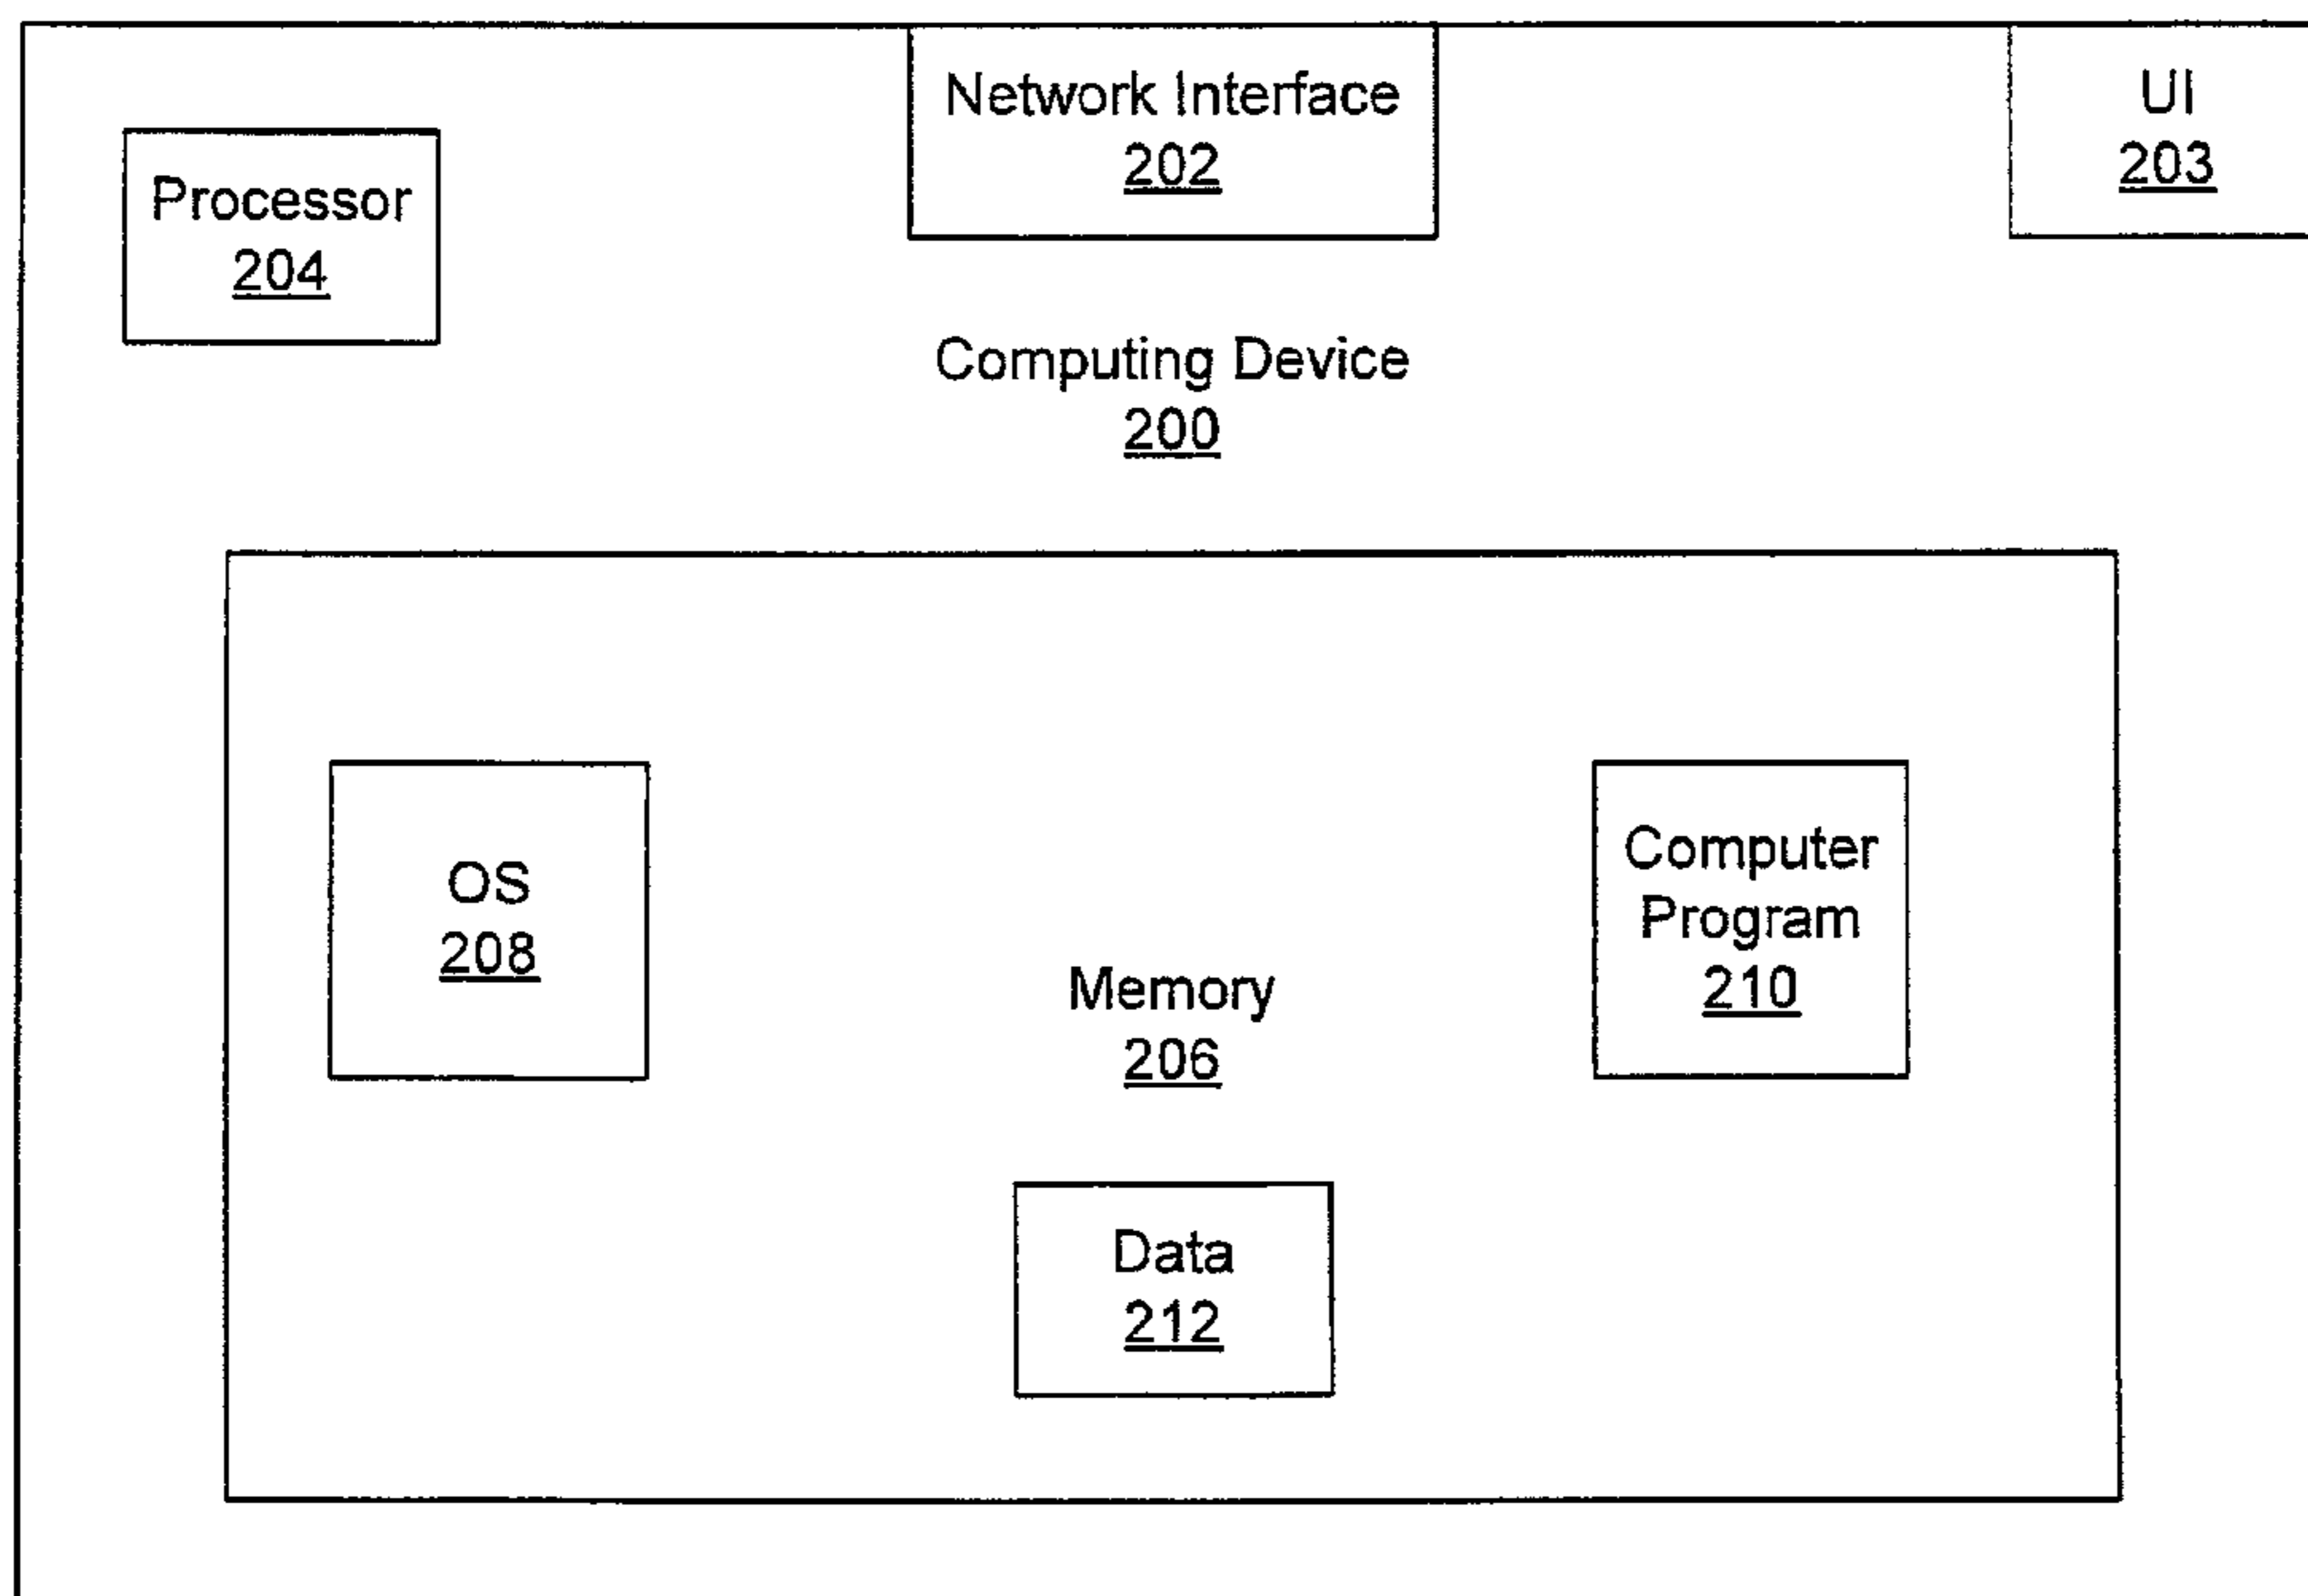 Network Interface
202
UI
203
Processor
204
Computing Device
200
OS
208
Computer
Program
210
Memory
206
Data
212